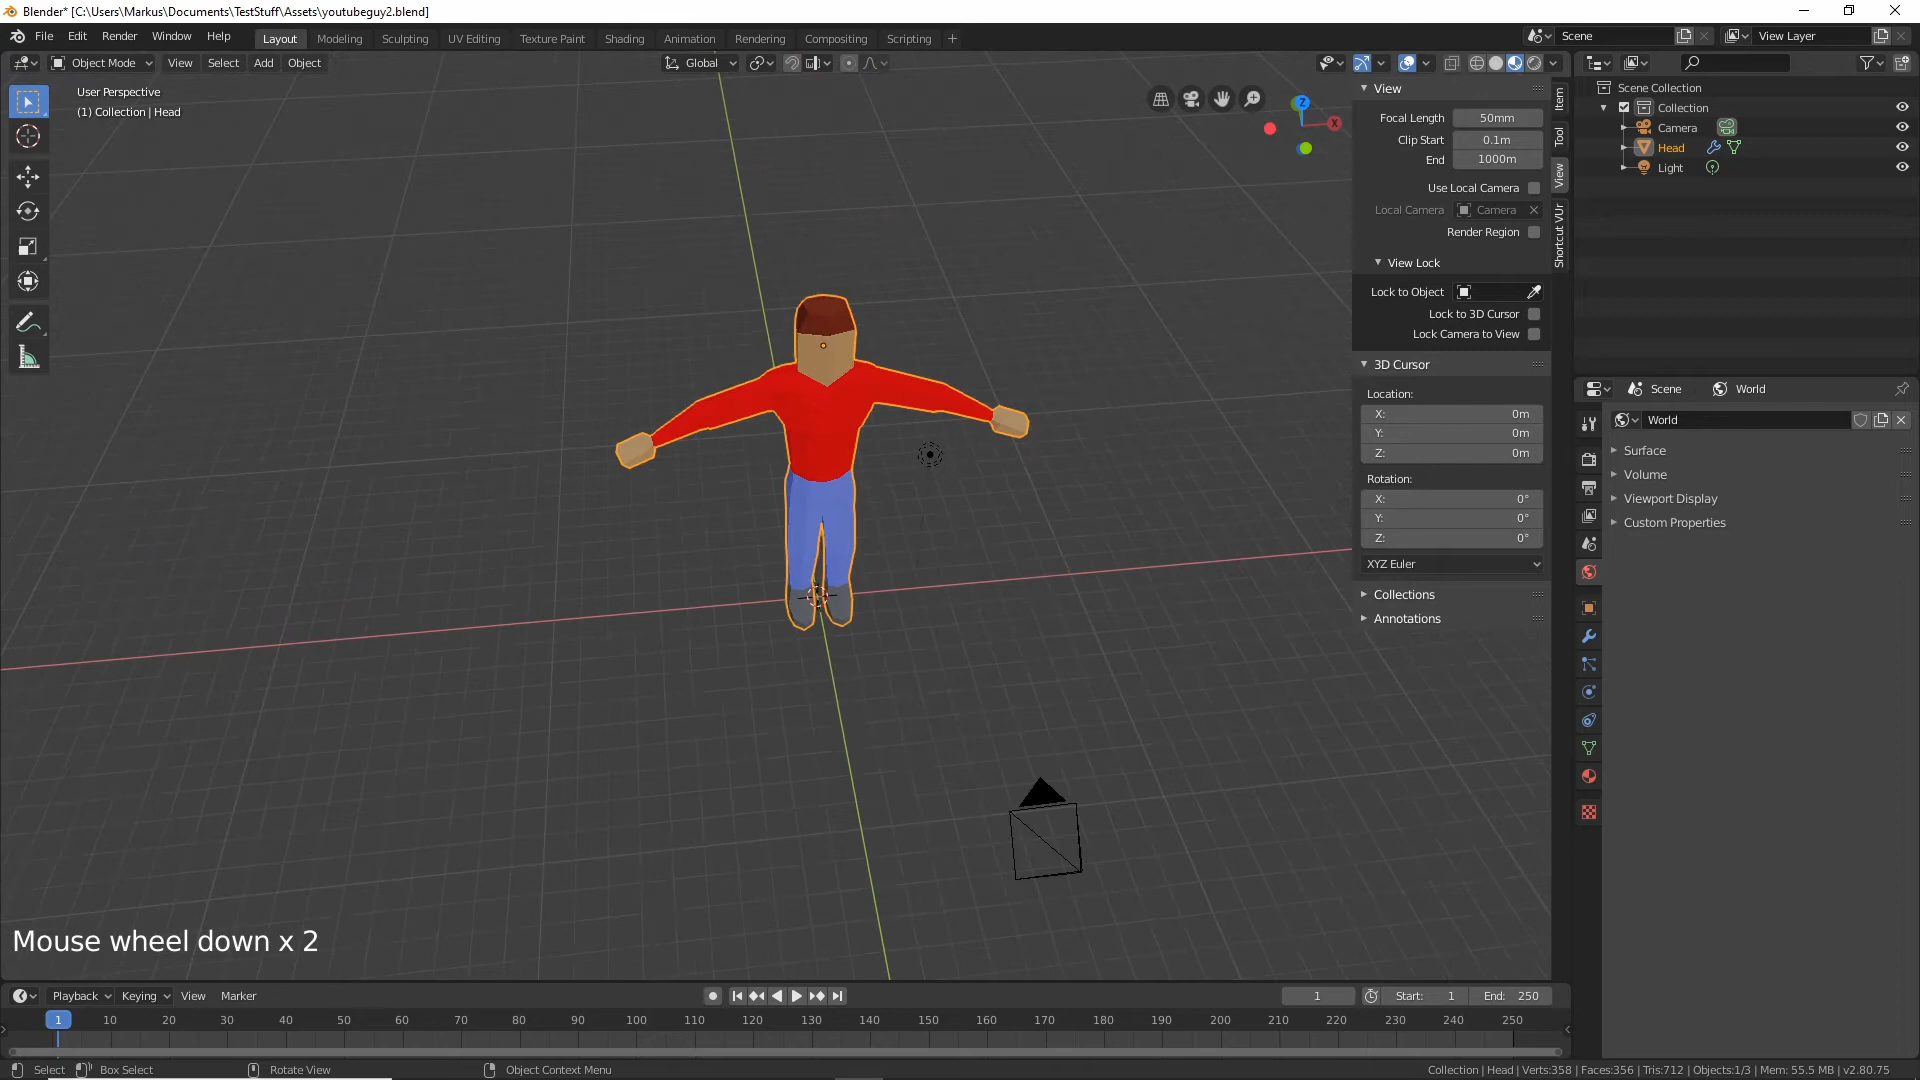 Blender* [C:\Users\Markus\Documents\TestStuff\Assets\youtubeguy2.blend]
File Edit Render Window Help Layout Modeling Sculpting UV Editing Texture Paint Shading Animation Rendering Compositing Scripting + Scene View Layer
Object Mode View Select Add Object Global
User Perspective
(1) Collection | Head
Z
X
View
Focal Length 50mm
Clip Start 0.1m
End 1000m
Use Local Camera
Local Camera Camera
Render Region
View Lock
Lock to Object
Lock to 3D Cursor
Lock Camera to View
3D Cursor
Location:
X: 0m
Y: 0m
Z: 0m
Rotation:
X: 0°
Y: 0°
Z: 0°
XYZ Euler
Collections
Annotations
Item
Tool
View
Shortcut VUr
Scene Collection
Collection
Camera
Head
Light
Scene World
World
Surface
Volume
Viewport Display
Custom Properties
Mouse wheel down x 2
Playback Keying View Marker 1 Start: 1 End: 250
1 10 20 30 40 50 60 70 80 90 100 110 120 130 140 150 160 170 180 190 200 210 220 230 240 250
Select Box Select Rotate View Object Context Menu Collection | Head | Verts:358 | Faces:356 | Tris:712 | Objects:1/3 | Mem: 55.5 MB | v2.80.75